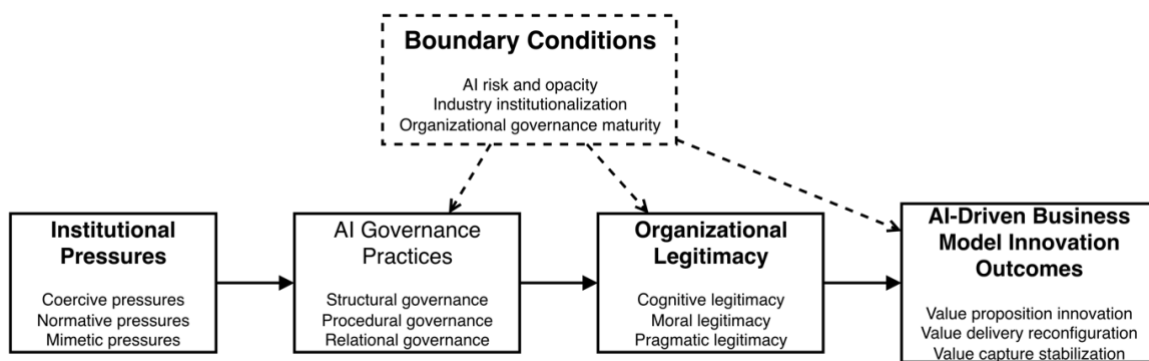 Boundary Conditions
AI risk and opacity
Industry institutionalization
Organizational governance maturity
Institutional
Pressures
Coercive pressures
Normative pressures
Mimetic pressures
AI Governance
Practices
Structural governance
Procedural governance
Relational governance
Organizational
Legitimacy
Cognitive legitimacy
Moral legitimacy
Pragmatic legitimacy
AI-Driven Business
Model Innovation
Outcomes
Value proposition innovation
Value delivery reconfiguration
Value capture stabilization